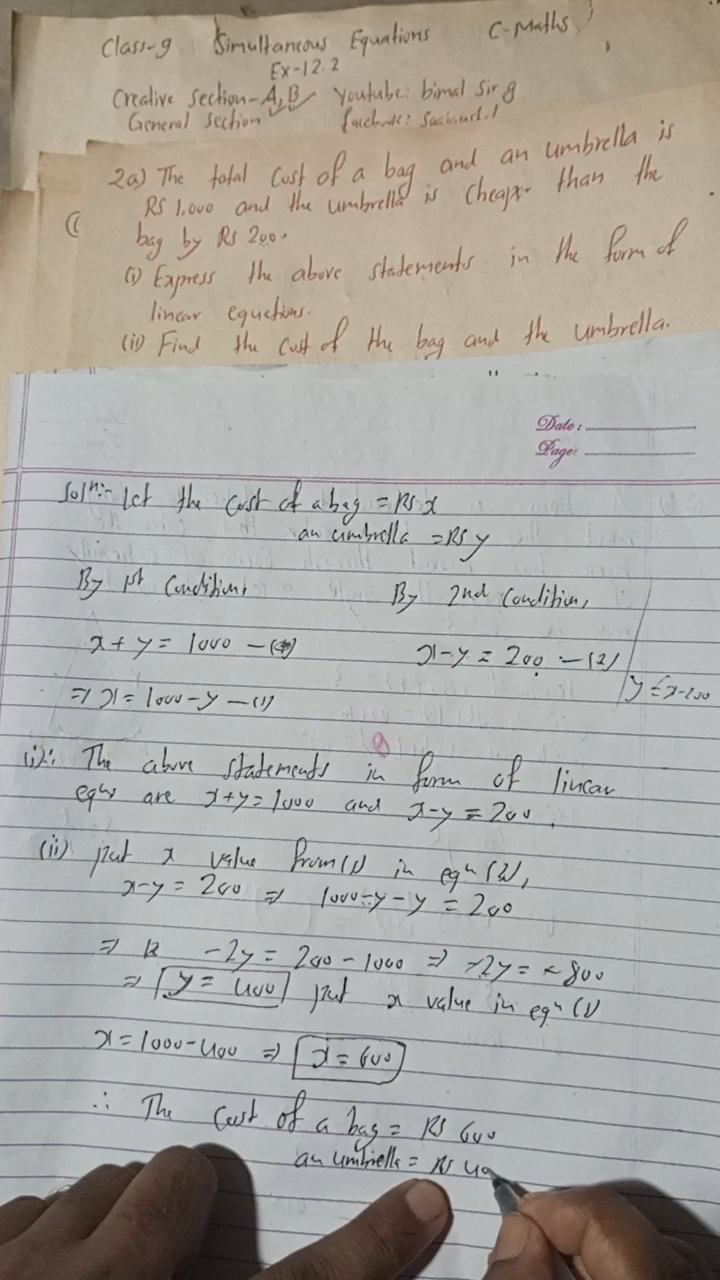 Class-9 Simultaneous Equations C-Maths
Ex-12.2
Creative Section-A,B Youtube: bimal Sir g
General Section facebook:
2a) The total Cost of a bag and an umbrella is
RS 1,000 and the umbrella is Cheaper than the
bag by RS 200.
(i) Express the above statements in the form of
linear equations.
(ii) Find the Cost of the bag and the umbrella.
Date:
Page:
Solⁿ:- Let the cost of a bag = RS x
an umbrella = RS y
By 1st Condition, By 2nd Condition,
x + y = 1000 x-y = 200 -(2)
y = x-200
⇒ x = 1000-y -(1)
(i)∴ The above statements in form of linear
eqns are x+y=1000 and x-y = 200.
(ii) put x value from(1) in eqⁿ(2),
x-y = 200 ⇒ 1000-y-y = 200
⇒ -2y = 200-1000 ⇒ -2y = -800
⇒ y = 400 put x value in eqⁿ(1)
x = 1000-400 ⇒ x = 600
∴ The Cost of a bag = RS 600
an umbrella = RS 40